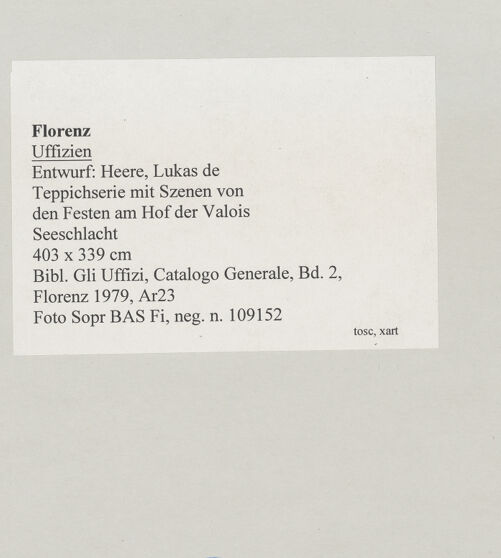 Florenz
Uffizien
Entwurf: Heere, Lukas de
Teppichserie mit Szenen von
den Festen am Hof der Valois
Seeschlacht
403 x 339 cm
Bibl. Gli Uffizi, Catalogo Generale, Bd. 2,
Florenz 1979, Ar23
Foto Sopr BAS Fi, neg. n. 109152
tosc, xart